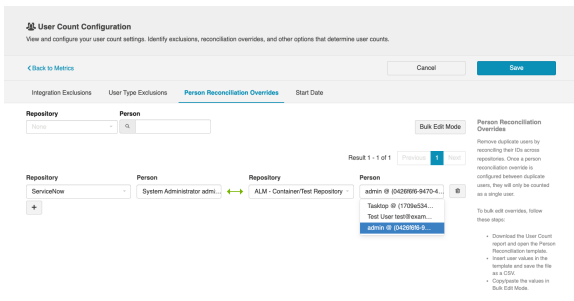 User Count Configuration
View and configure your user count settings. Identify exclusions, reconciliation overrides, and other options that determine user counts.
Back to Metrics
Cancel
Save
Integration Exclusions User Type Exclusions Person Reconciliation Overrides Start Date
Repository Person
None
Bulk Edit Mode
Result 1 - 1 of 1 Previous 1 Next
Repository Person Repository Person
ServiceNow System Administrator admi... ALM - Container/Test Repository admin @ (0426f6f6-9470-4...
+
Tasktop @ (1709e534...
Test User test@exam...
admin @ (0426f6f6-9...
Person Reconciliation
Overrides
Remove duplicate users by
reconciling their IDs across
repositories. Once a person
reconciliation override is
configured between duplicate
users, they will only be counted
as a single user.
To bulk edit overrides, follow
these steps:
• Download the User Count
report and open the Person
Reconciliation template.
• Insert user values in the
template and save the file
as a CSV.
• Copy/paste the values in
Bulk Edit Mode.